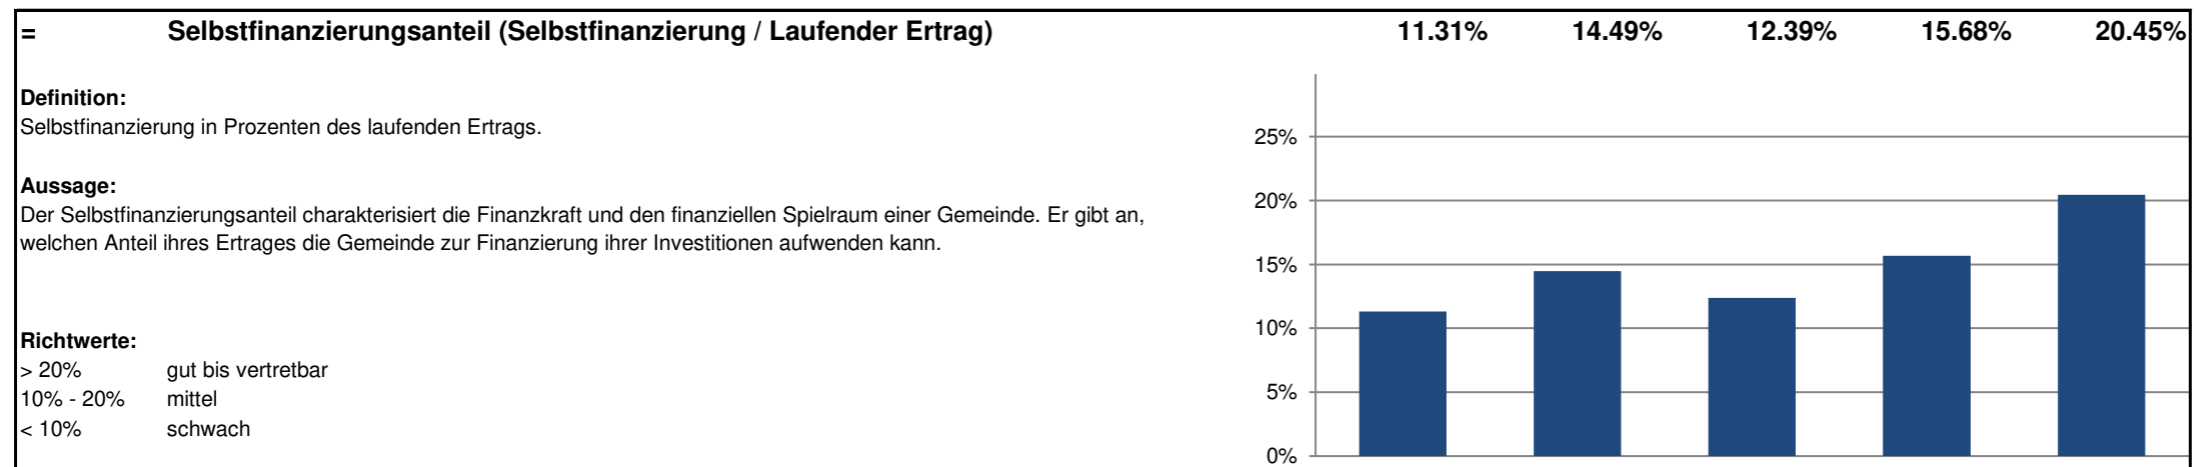 = Selbstfinanzierungsanteil (Selbstfinanzierung / Laufender Ertrag) 11.31% 14.49% 12.39% 15.68% 20.45%
Definition:
Selbstfinanzierung in Prozenten des laufenden Ertrags.
Aussage:
Der Selbstfinanzierungsanteil charakterisiert die Finanzkraft und den finanziellen Spielraum einer Gemeinde. Er gibt an,
welchen Anteil ihres Ertrages die Gemeinde zur Finanzierung ihrer Investitionen aufwenden kann.
Richtwerte:
> 20% gut bis vertretbar
10% - 20% mittel
< 10% schwach
25%
20%
15%
10%
5%
0%